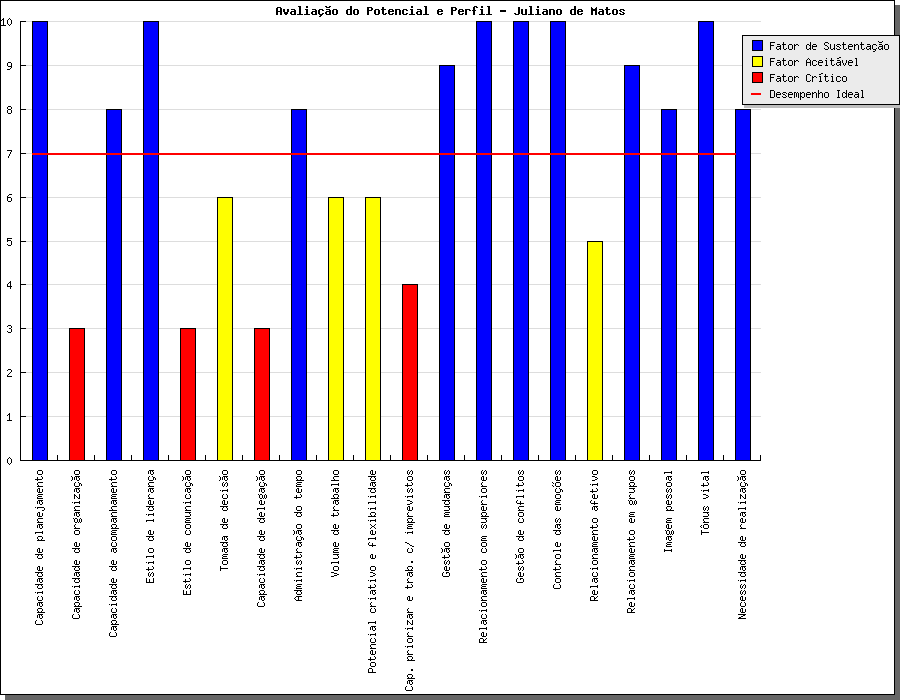 Avaliação do Potencial e Perfil - Juliano de Matos
10
9
8
7
6
5
4
3
2
1
0
Fator de Sustentação
Fator Aceitável
Fator Crítico
Desempenho Ideal
Capacidade de planejamento
Capacidade de organização
Capacidade de acompanhamento
Estilo de liderança
Estilo de comunicação
Tomada de decisão
Capacidade de delegação
Administração do tempo
Volume de trabalho
Potencial criativo e flexibilidade
Cap. priorizar e trab. c/ imprevistos
Gestão de mudanças
Relacionamento com superiores
Gestão de conflitos
Controle das emoções
Relacionamento afetivo
Relacionamento em grupos
Imagem pessoal
Tônus vital
Necessidade de realização